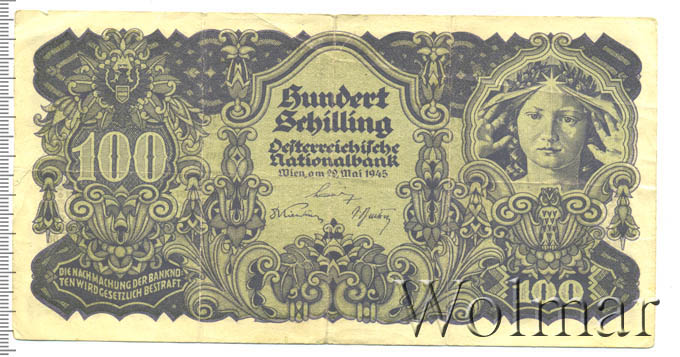 100
Hundert
Schilling
Oesterreichische
Nationalbank
Wien, am 29. Mai 1945
DIE NACHMACHUNG DER BANKNO
TEN WIRD GESETZLICH BESTRAFT
100
Wolmar